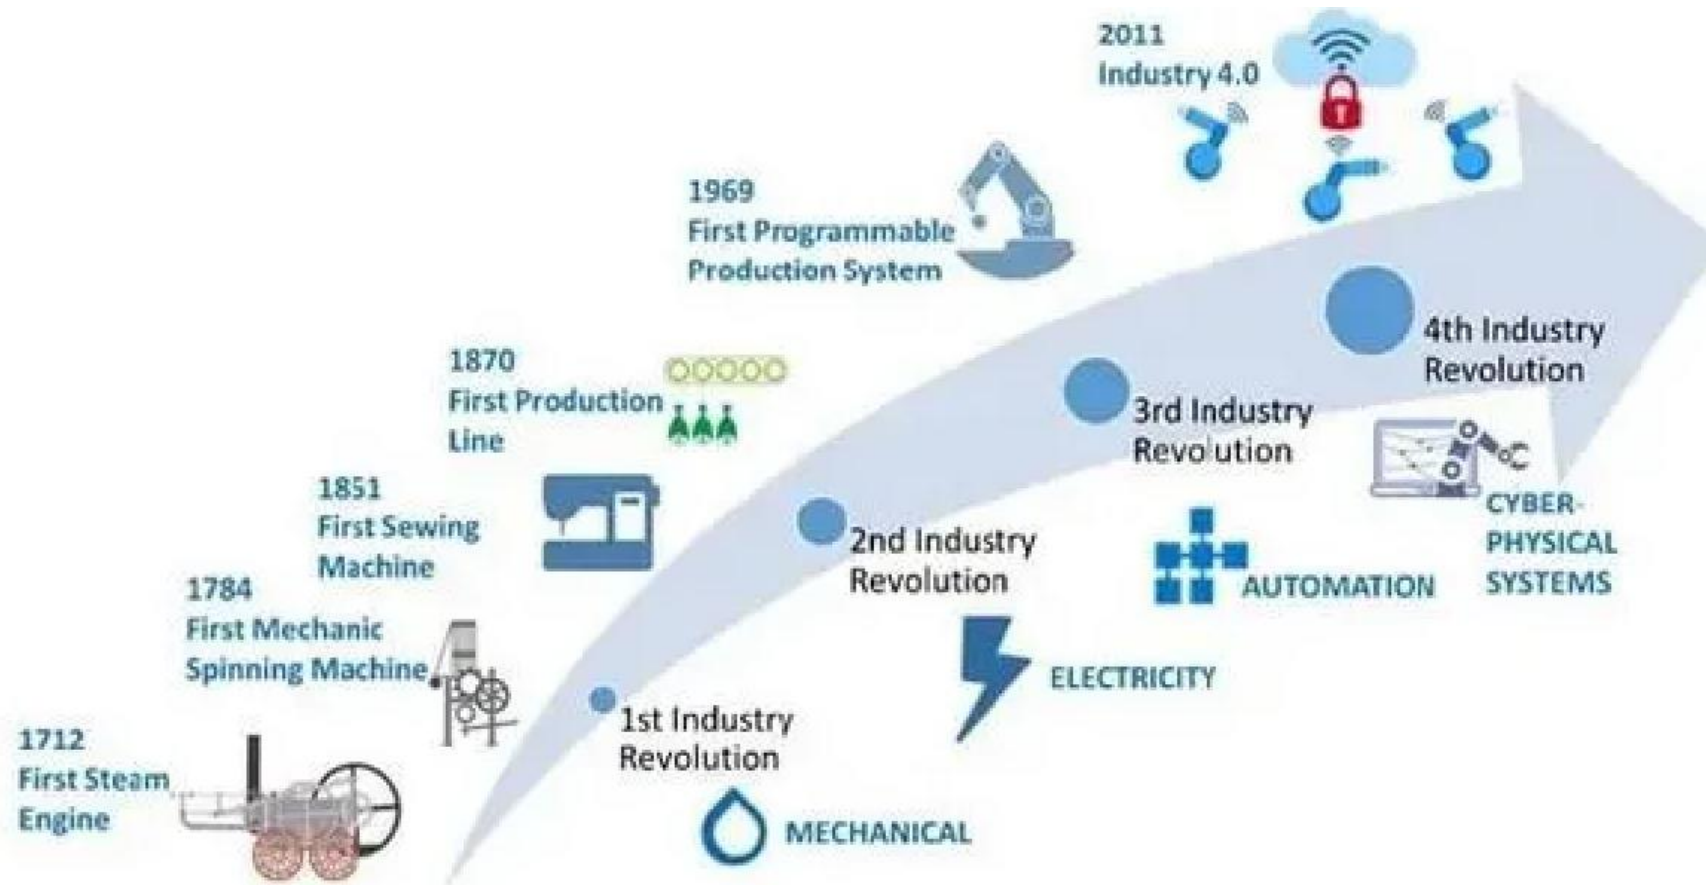 2011
Industry 4.0
1969
First Programmable
Production System
4th Industry
Revolution
1870
First Production
Line
3rd Industry
Revolution
1851
First Sewing
Machine
CYBER-
PHYSICAL
SYSTEMS
2nd Industry
Revolution
AUTOMATION
1784
First Mechanic
Spinning Machine
ELECTRICITY
1st Industry
Revolution
1712
First Steam
Engine
MECHANICAL